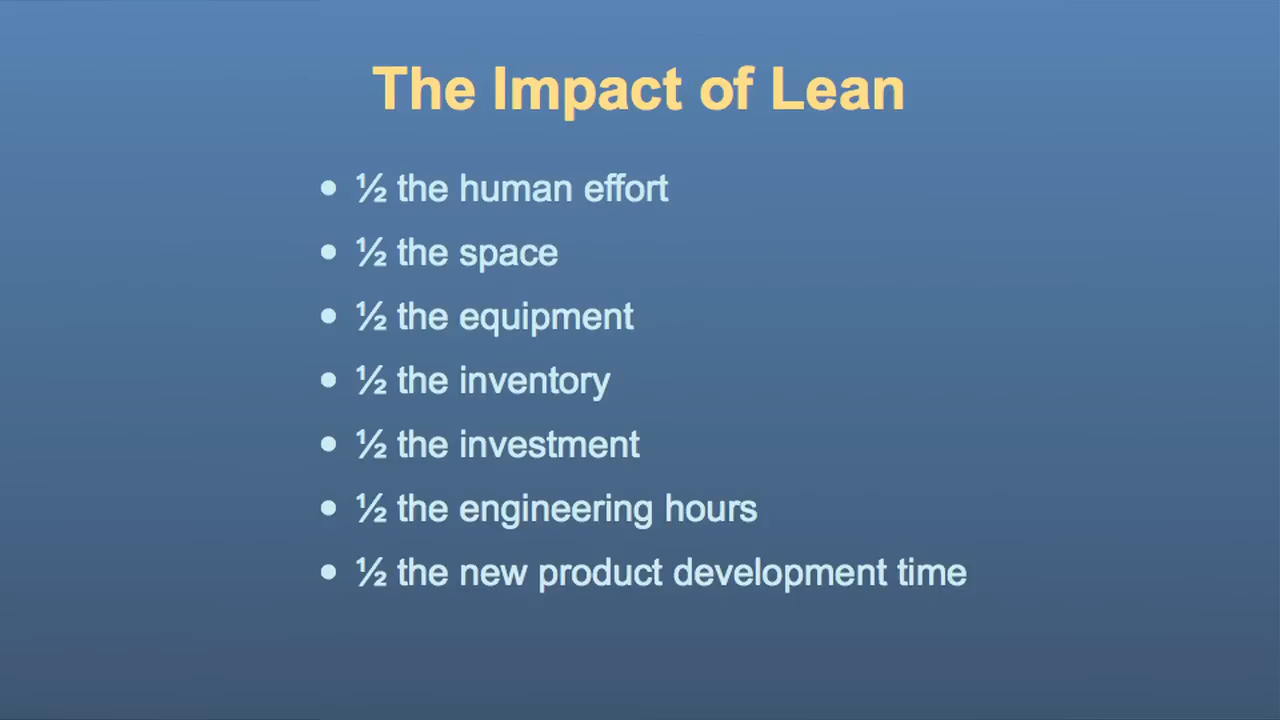 The Impact of Lean
• ½ the human effort
• ½ the space
• ½ the equipment
• ½ the inventory
• ½ the investment
• ½ the engineering hours
• ½ the new product development time